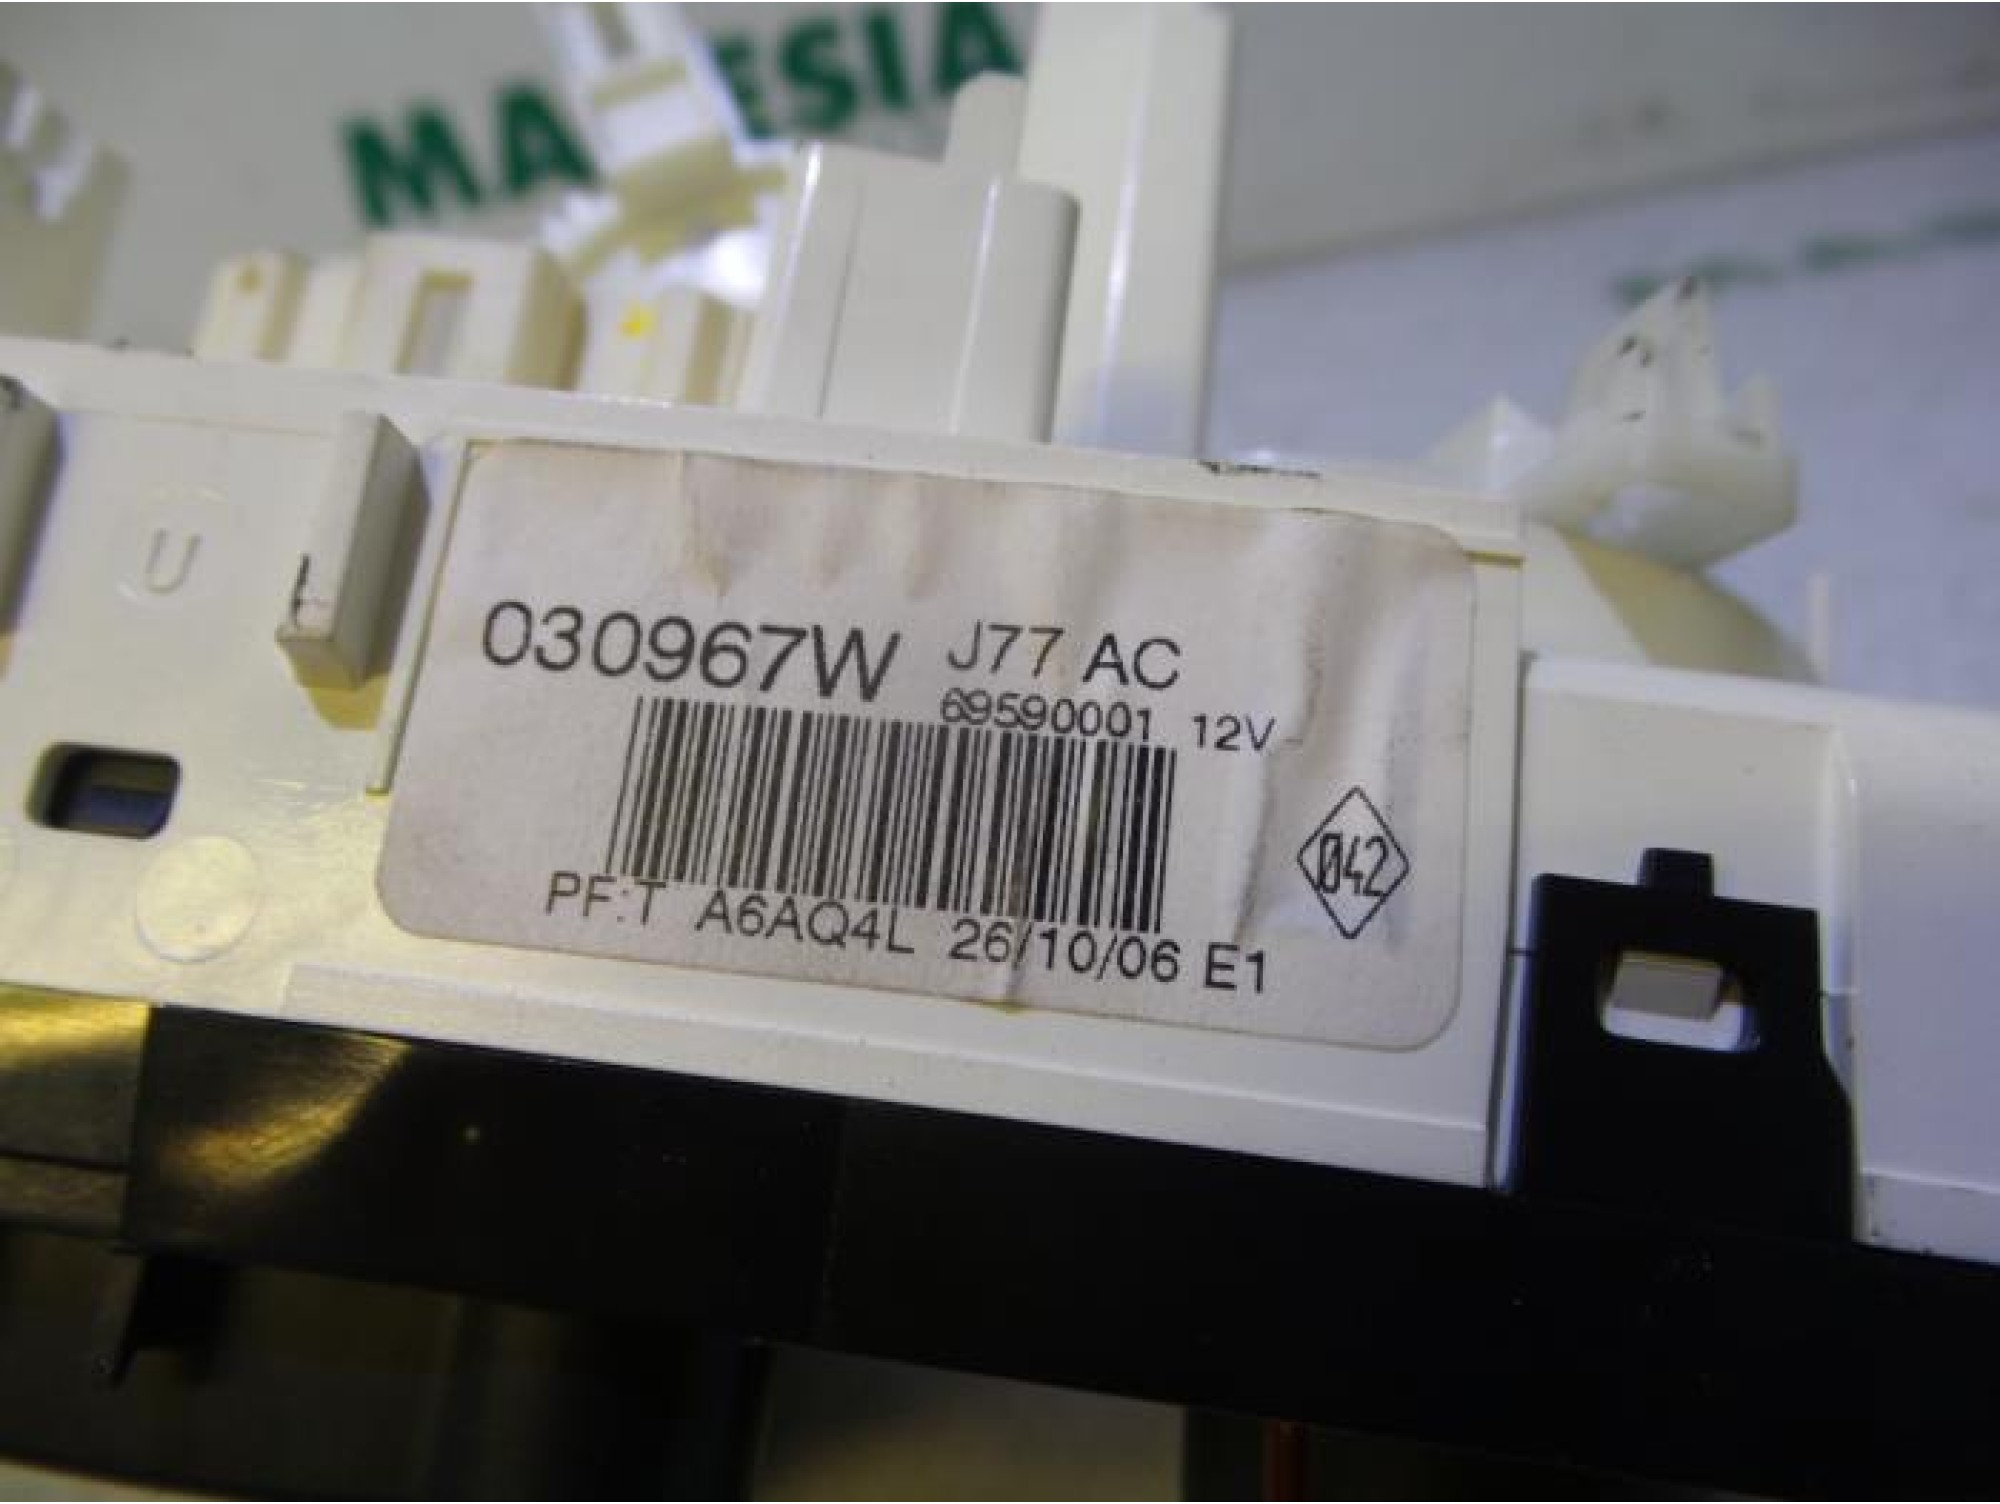 MA ESIA
U
030967W J77 AC
69590001 12V
042
PF:T A6AQ4L 26/10/06 E1